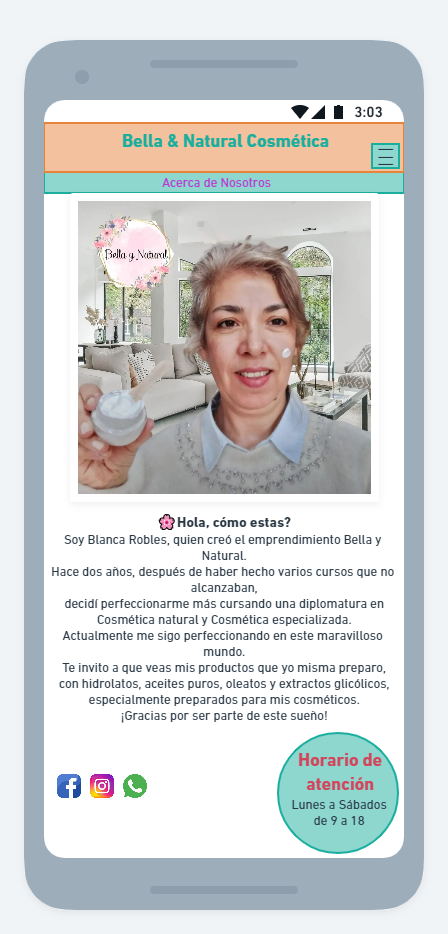 3:03
Bella & Natural Cosmética
Acerca de Nosotros
Bella y Natural
Hola, cómo estas?
Soy Blanca Robles, quien creó el emprendimiento Bella y
Natural.
Hace dos años, después de haber hecho varios cursos que no
alcanzaban,
decidí perfeccionarme más cursando una diplomatura en
Cosmética natural y Cosmética especializada.
Actualmente me sigo perfeccionando en este maravilloso
mundo.
Te invito a que veas mis productos que yo misma preparo,
con hidrolatos, aceites puros, oleatos y extractos glicólicos,
especialmente preparados para mis cosméticos.
¡Gracias por ser parte de este sueño!
Horario de
atención
Lunes a Sábados
de 9 a 18